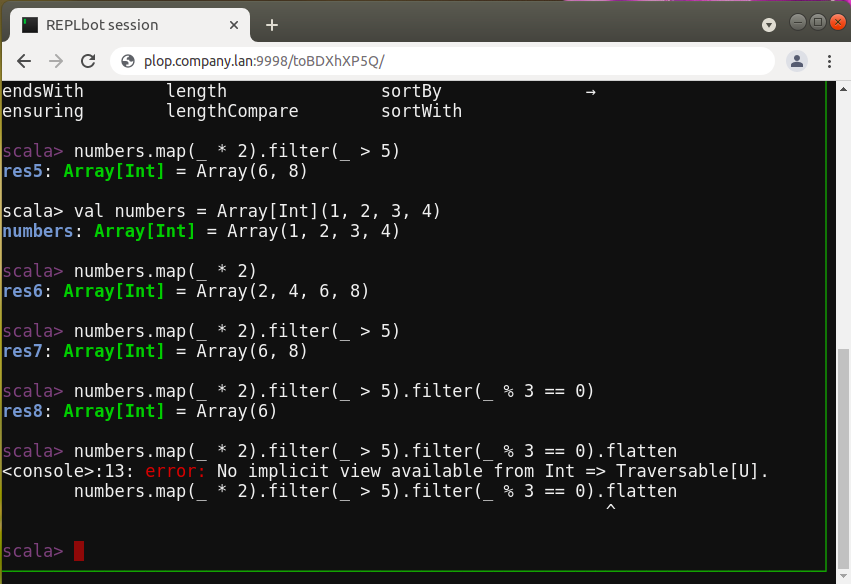 REPLbot session
plop.company.lan:9998/toBDXhXP5Q/
endsWith        length               sortBy              →
ensuring        lengthCompare        sortWith
scala> numbers.map(_ * 2).filter(_ > 5)
res5: Array[Int] = Array(6, 8)
scala> val numbers = Array[Int](1, 2, 3, 4)
numbers: Array[Int] = Array(1, 2, 3, 4)
scala> numbers.map(_ * 2)
res6: Array[Int] = Array(2, 4, 6, 8)
scala> numbers.map(_ * 2).filter(_ > 5)
res7: Array[Int] = Array(6, 8)
scala> numbers.map(_ * 2).filter(_ > 5).filter(_ % 3 == 0)
res8: Array[Int] = Array(6)
scala> numbers.map(_ * 2).filter(_ > 5).filter(_ % 3 == 0).flatten
<console>:13: error: No implicit view available from Int => Traversable[U].
       numbers.map(_ * 2).filter(_ > 5).filter(_ % 3 == 0).flatten
                                                           ^
scala>